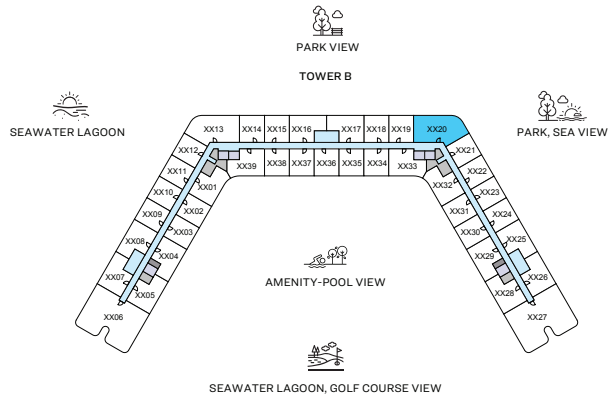 PARK VIEW
TOWER B
SEAWATER LAGOON
PARK, SEA VIEW
XX13
XX14
XX15
XX16
XX17
XX18
XX19
XX20
XX12
XX11
XX10
XX09
XX08
XX07
XX06
XX05
XX04
XX03
XX02
XX01
XX39
XX38
XX37
XX36
XX35
XX34
XX33
XX32
XX31
XX30
XX29
XX28
XX21
XX22
XX23
XX24
XX25
XX26
XX27
AMENITY-POOL VIEW
SEAWATER LAGOON, GOLF COURSE VIEW